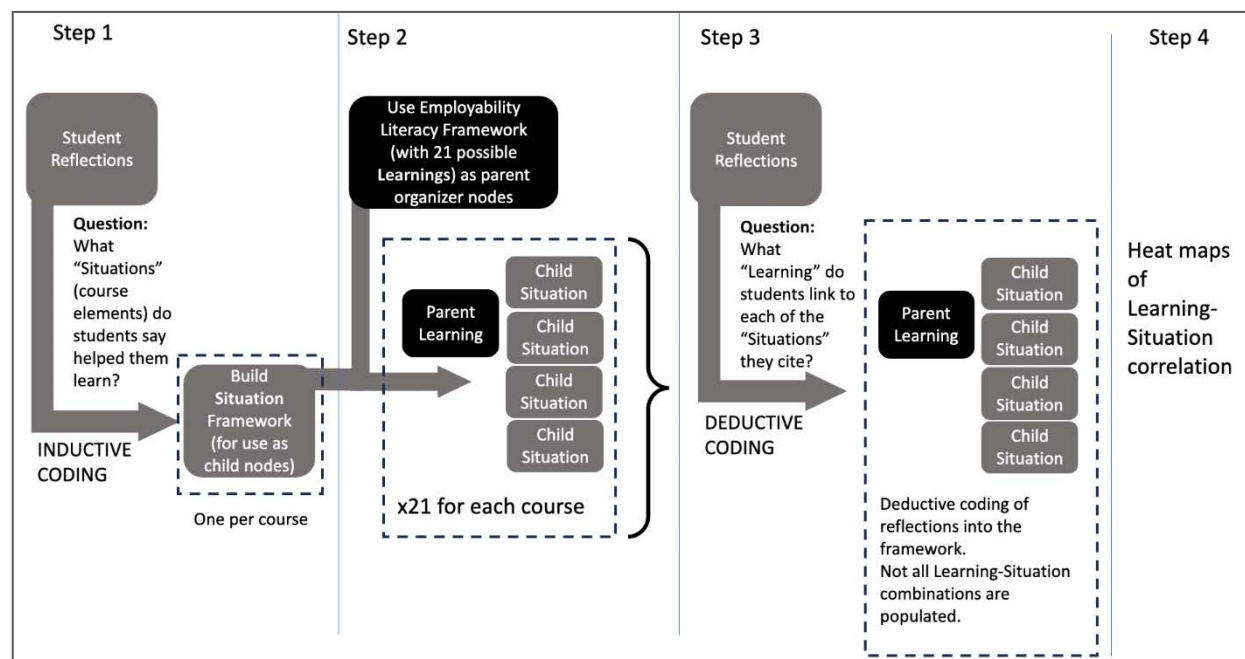 Step 1
Student
Reflections
Question:
What
“Situations”
(course
elements) do
students say
helped them
learn?
INDUCTIVE
CODING
Build
Situation
Framework
(for use as
child nodes)
One per course
Step 2
Use Employability
Literacy Framework
(with 21 possible
Learnings) as parent
organizer nodes
Parent
Learning
Child
Situation
Child
Situation
Child
Situation
Child
Situation
x21 for each course
Step 3
Student
Reflections
Question:
What
“Learning” do
students link to
each of the
“Situations”
they cite?
DEDUCTIVE
CODING
Parent
Learning
Child
Situation
Child
Situation
Child
Situation
Child
Situation
Deductive coding of
reflections into the
framework.
Not all Learning-Situation
combinations are
populated.
Step 4
Heat maps
of
Learning-
Situation
correlation